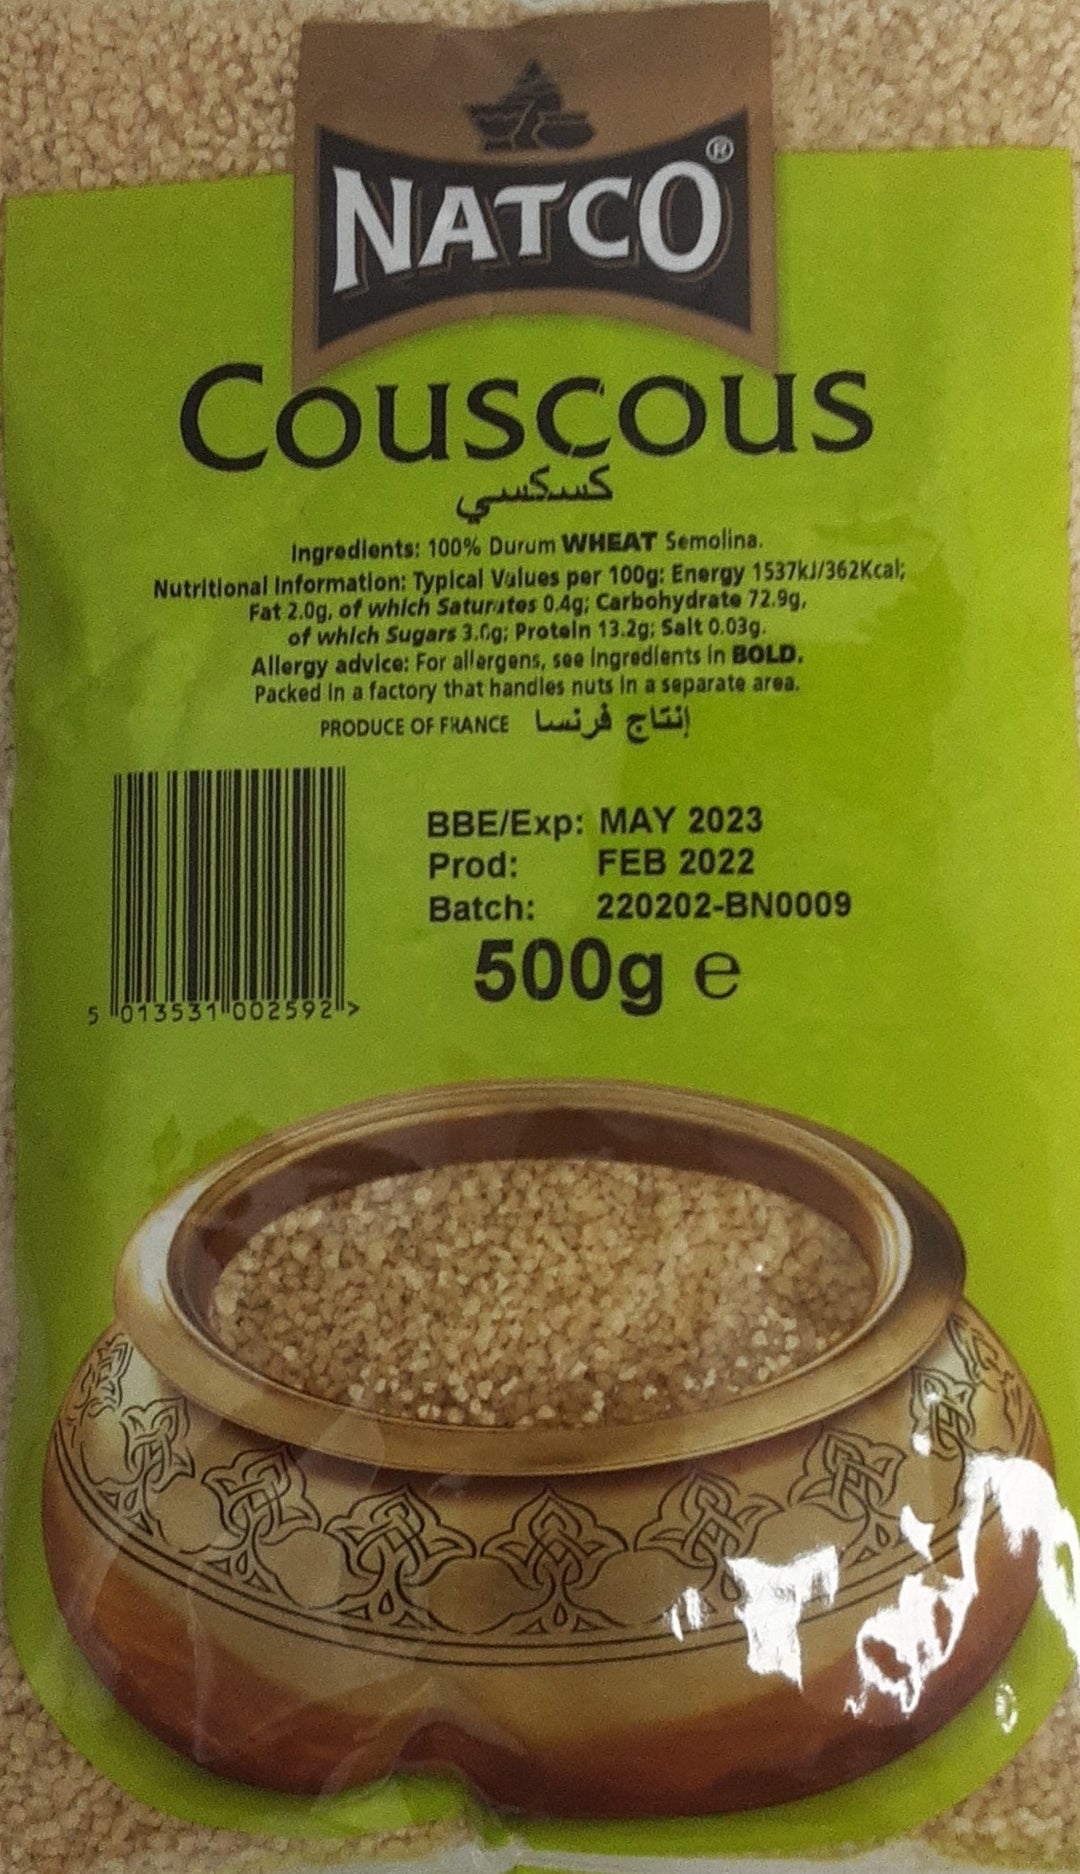 NATCO®
Couscous
كسكسي
Ingredients: 100% Durum WHEAT Semolina.
Nutritional Information: Typical Values per 100g: Energy 1537kJ/362Kcal;
Fat 2.0g, of which Saturates 0.4g; Carbohydrate 72.9g,
of which Sugars Protein 13.2g; Salt 0.03g.
Allergy advice: For allergens, see ingredients in BOLD.
Packed in a factory that handles nuts in a separate area.
PRODUCE OF FRANCE إنتاج فرنسا
BBE/Exp: MAY 2023
Prod: FEB 2022
Batch: 220202-BN0009
500g e
5 013531 002592 >